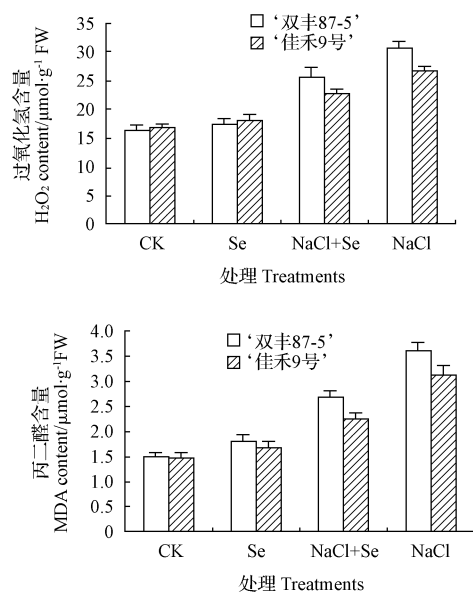 35
30
25
20
15
10
5
0
过氧化氢含量
H₂O₂ content/μmol·g⁻¹ FW
‘双丰87-5’
‘佳禾9号’
CK Se NaCl+Se NaCl
处理 Treatments
4.0
3.5
3.0
2.5
2.0
1.5
1.0
0.5
0
丙二醛含量
MDA content/μmol·g⁻¹FW
‘双丰87-5’
‘佳禾9号’
CK Se NaCl+Se NaCl
处理 Treatments